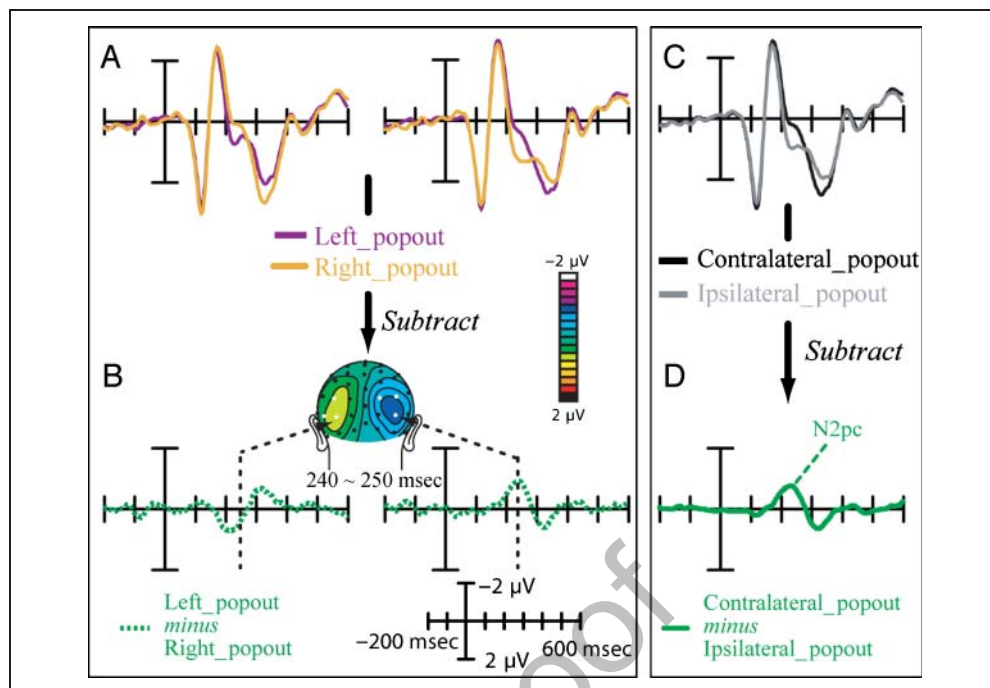 A
Left_popout
Right_popout
Subtract
−2 μV
2 μV
B
240 ~ 250 msec
Left_popout
minus
Right_popout
−2 μV
−200 msec
600 msec
2 μV
C
Contralateral_popout
Ipsilateral_popout
Subtract
D
N2pc
Contralateral_popout
minus
Ipsilateral_popout
oof